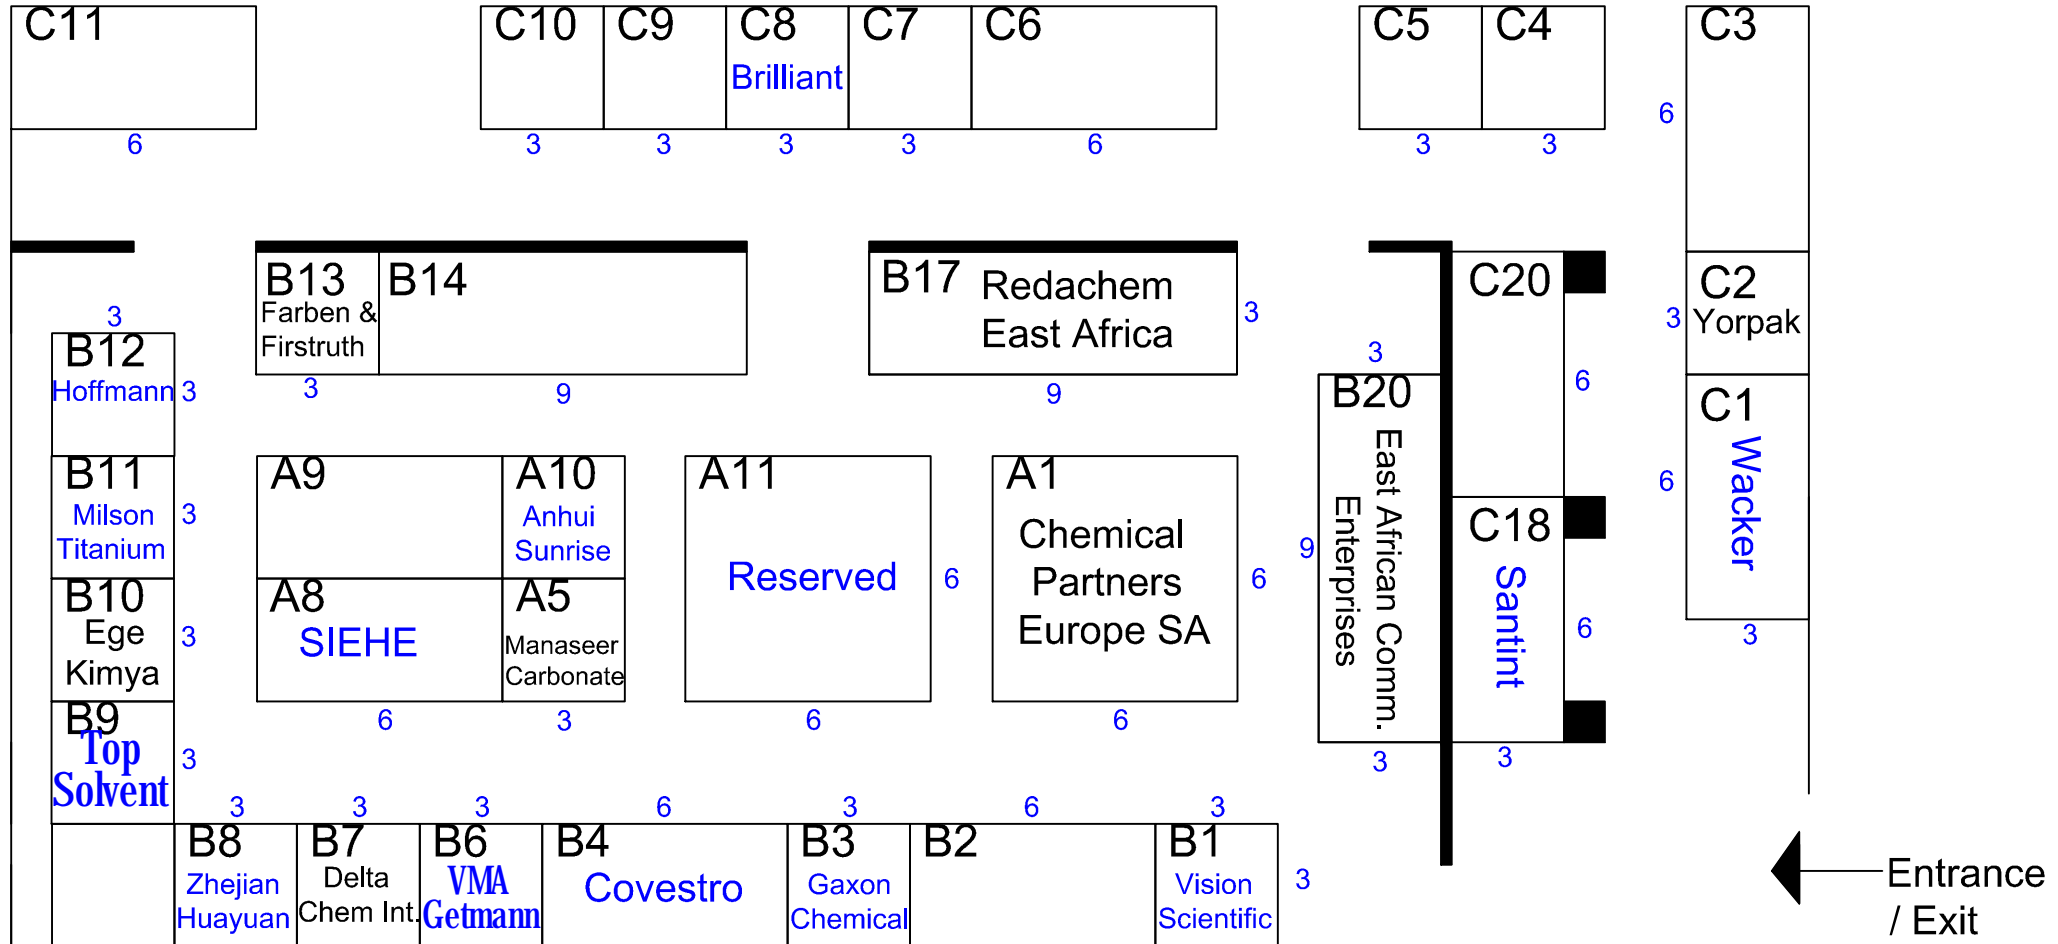 C11
C10
C9
C8
Brilliant
C7
C6
C5
C4
C3
6
3
3
3
3
6
3
3
6
B13
Farben &
Firstruth
3
B14
9
B17
Redachem
East Africa
3
9
C20
6
C2
Yorpak
3
3
B12
Hoffmann
3
B11
Milson
Titanium
3
B10
Ege
Kimya
3
B9
Top
Solvent
3
A9
A10
Anhui
Sunrise
A8
SIEHE
6
A5
Manaseer
Carbonate
3
A11
Reserved
6
6
A1
Chemical
Partners
Europe SA
6
6
3
B20
East African Comm.
Enterprises
9
3
C18
Santint
6
3
C1
Wacker
6
3
3
3
3
6
3
6
3
B8
Zhejian
Huayuan
B7
Delta
Chem Int.
B6
VMA
Getmann
B4
Covestro
B3
Gaxon
Chemical
B2
B1
Vision
Scientific
3
Entrance
/ Exit